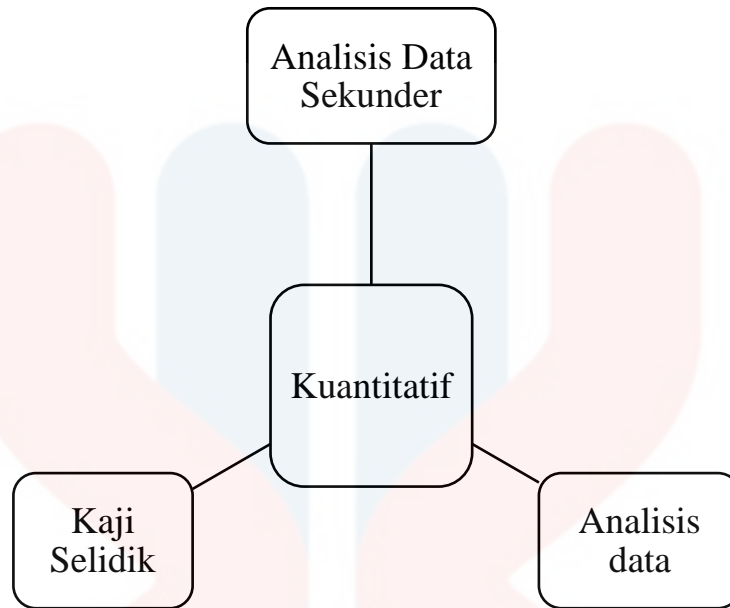 Analisis Data
Sekunder
Kuantitatif
Kaji
Selidik
Analisis
data